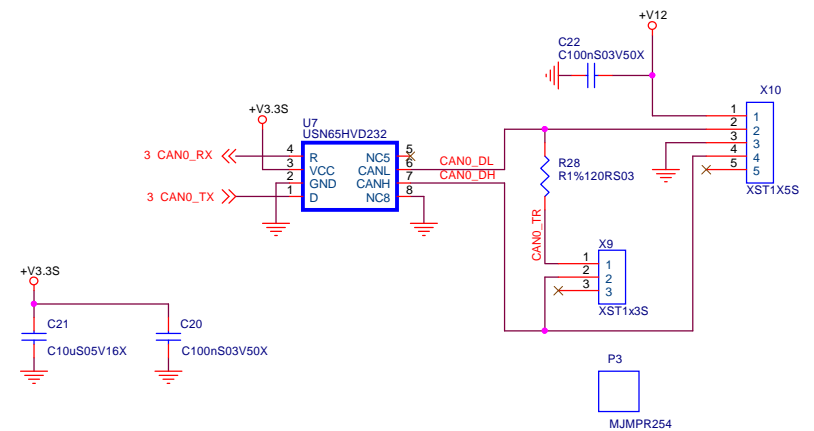 +V12
C22
C100nS03V50X
X10
+V3.3S
U7
USN65HVD232
1 1
2 2
3 3
4 4
5 5
XST1X5S
3 CAN0_RX
4 R NC5 5
3 VCC CANL 6 CAN0_DL
2 GND CANH 7 CAN0_DH
1 D NC8 8
3 CAN0_TX
R28
R1%120RS03
CAN0_TR
X9
1 1
2 2
3 3
XST1x3S
+V3.3S
C21
C10uS05V16X
C20
C100nS03V50X
P3
MJMPR254